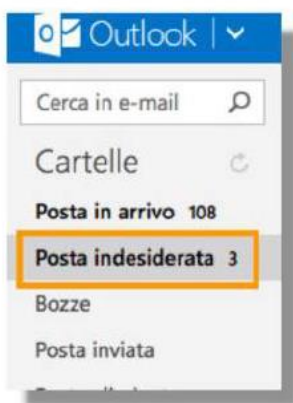 Outlook
Cerca in e-mail
Cartelle
Posta in arrivo 108
Posta indesiderata 3
Bozze
Posta inviata